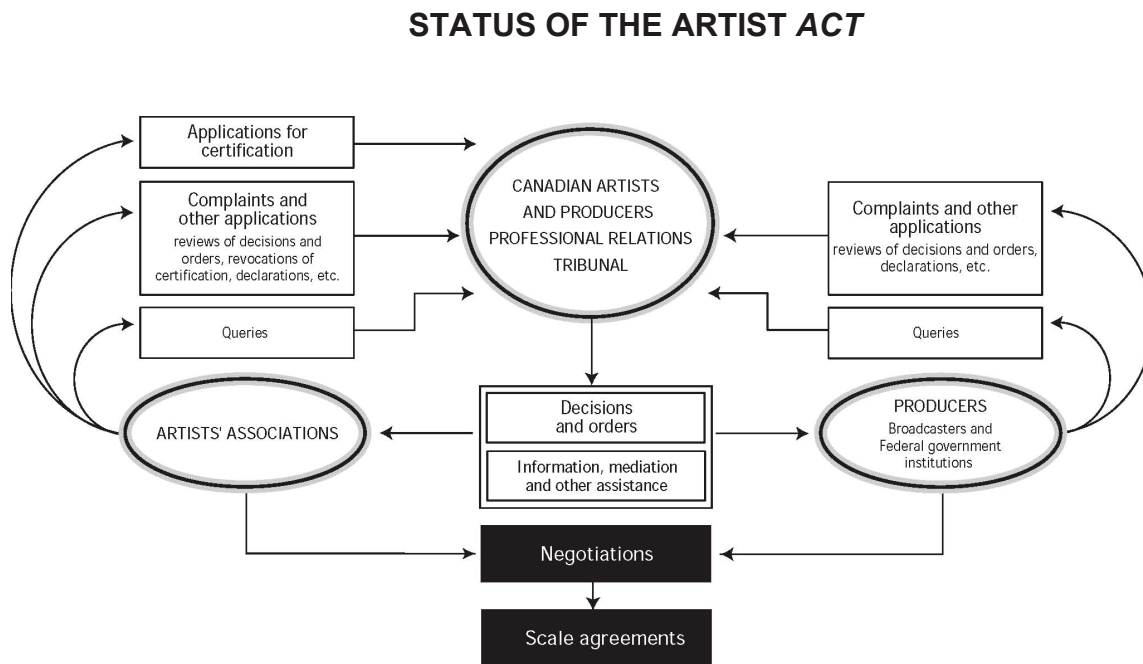 STATUS OF THE ARTIST ACT
Applications for
certification
Complaints and
other applications
reviews of decisions and
orders, revocations of
certification, declarations, etc.
Queries
CANADIAN ARTISTS
AND PRODUCERS
PROFESSIONAL RELATIONS
TRIBUNAL
Complaints and other
applications
reviews of decisions and orders,
declarations, etc.
Queries
ARTISTS' ASSOCIATIONS
Decisions
and orders
Information, mediation
and other assistance
PRODUCERS
Broadcasters and
Federal government
institutions
Negotiations
Scale agreements